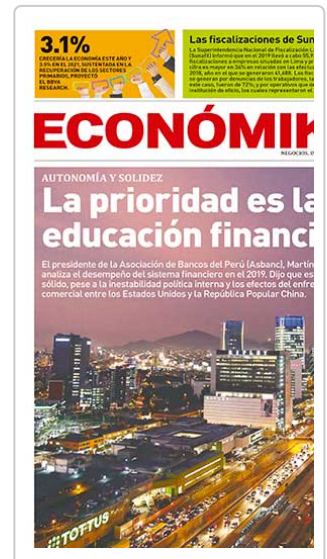 3.1%
CRECERÍA LA ECONOMÍA ESTE AÑO Y
3.5% EN EL 2021, SUSTENTADA EN LA
RECUPERACIÓN DE LOS SECTORES
PRIMARIOS, PROYECTÓ
EL BBVA
RESEARCH.
Las fiscalizaciones de Sun
La Superintendencia Nacional de Fiscalización L
(Sunafil) informó que en el 2019 llevó a cabo 55,9
fiscalizaciones a empresas situadas en Lima y pr
cifra es mayor en 34% en relación con las efectua
2018, año en el que se generaron 41,688. Las fisc
se generan por denuncias de los trabajadores, la
este caso, fueron de 72%; y por operativos que de
institución de oficio, los cuales representaron el
ECONÓMIK
NEGOCIOS, E
AUTONOMÍA Y SOLIDEZ
La prioridad es la
educación financi
El presidente de la Asociación de Bancos del Perú (Asbanc), Martín
analiza el desempeño del sistema financiero en el 2019. Dijo que es
sólido, pese a la inestabilidad política interna y los efectos del enfre
comercial entre los Estados Unidos y la República Popular China.
TOTTUS